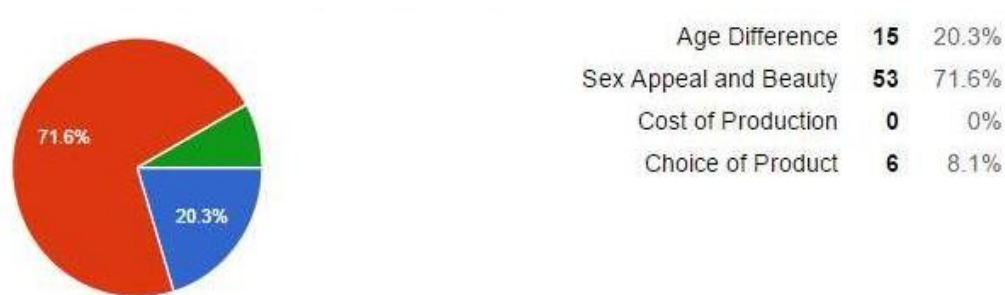 Age Difference 15 20.3%
Sex Appeal and Beauty 53 71.6%
Cost of Production 0 0%
Choice of Product 6 8.1%
71.6%
20.3%